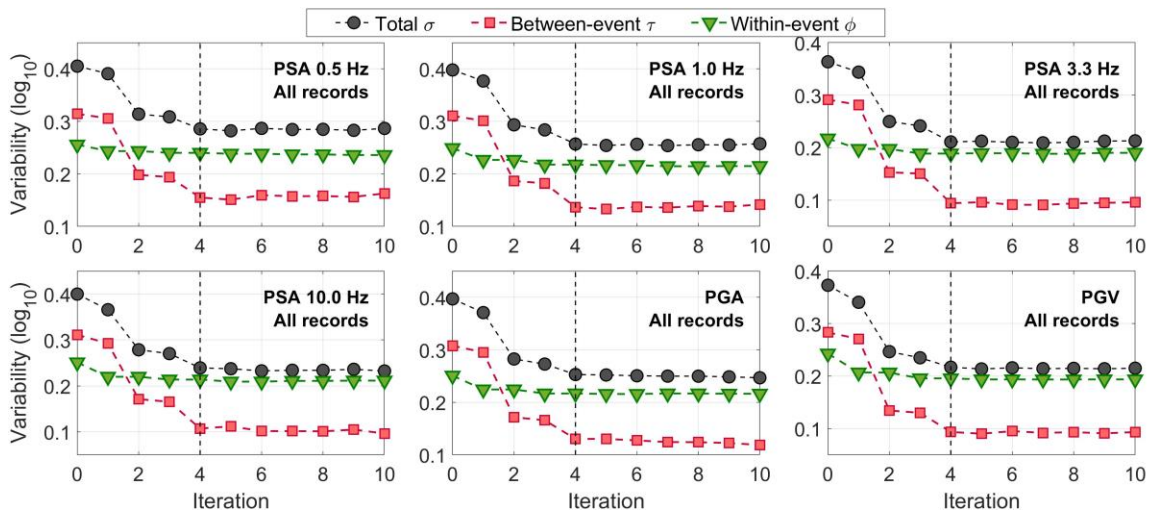 Total σ Between-event τ Within-event ϕ
Variability (log10)
0.4
0.3
0.2
0.1
PSA 0.5 Hz
All records
0 2 4 6 8 10
0.4
0.3
0.2
0.1
PSA 1.0 Hz
All records
0 2 4 6 8 10
0.4
0.3
0.2
0.1
PSA 3.3 Hz
All records
0 2 4 6 8 10
Variability (log10)
0.4
0.3
0.2
0.1
PSA 10.0 Hz
All records
0 2 4 6 8 10
Iteration
0.4
0.3
0.2
0.1
PGA
All records
0 2 4 6 8 10
Iteration
0.4
0.3
0.2
0.1
PGV
All records
0 2 4 6 8 10
Iteration